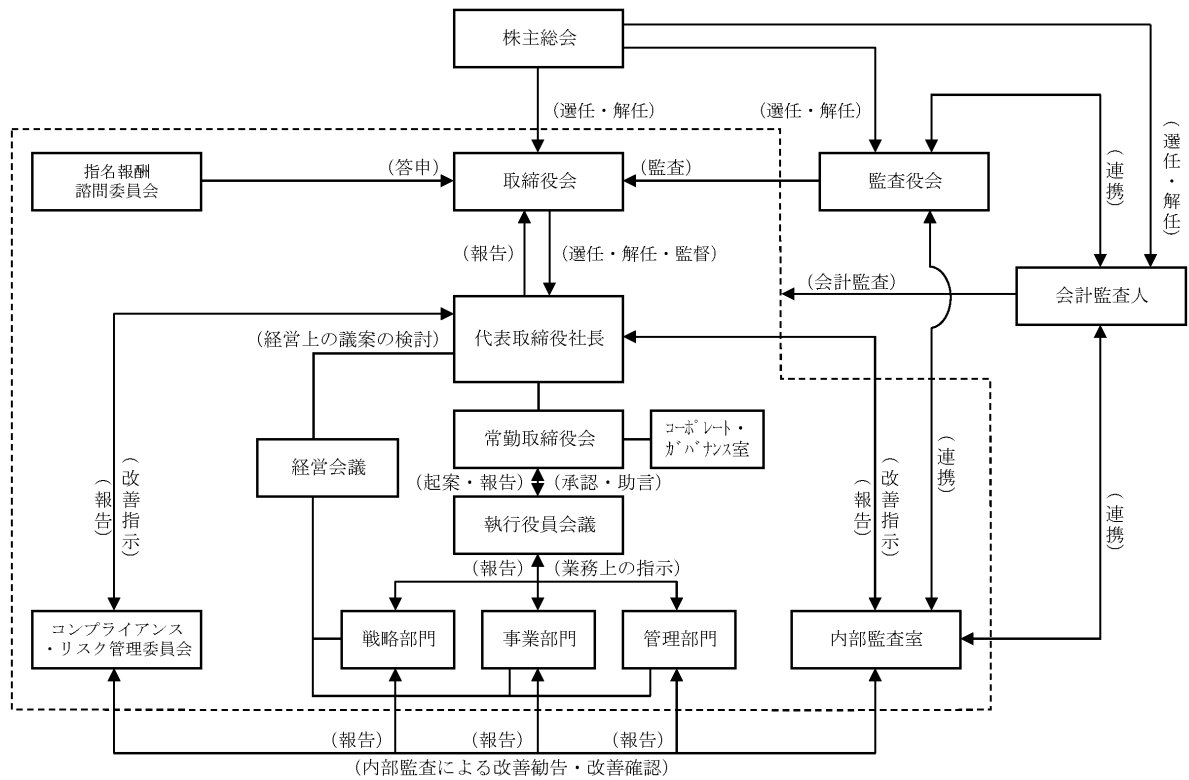 株主総会
(選任・解任)
(選任・解任)
(選任・解任)
(連携)
指名報酬
諮問委員会
(答申)
取締役会
(監査)
監査役会
(報告)
(選任・解任・監督)
(会計監査)
会計監査人
代表取締役社長
(経営上の議案の検討)
常勤取締役会
コーポレート・
ガバナンス室
経営会議
(起案・報告)
(承認・助言)
執行役員会議
(報告)
(改善指示)
(報告)
(改善指示)
(連携)
(連携)
(報告)
(業務上の指示)
コンプライアンス
・リスク管理委員会
戦略部門
事業部門
管理部門
内部監査室
(報告)
(報告)
(報告)
(内部監査による改善勧告・改善確認)